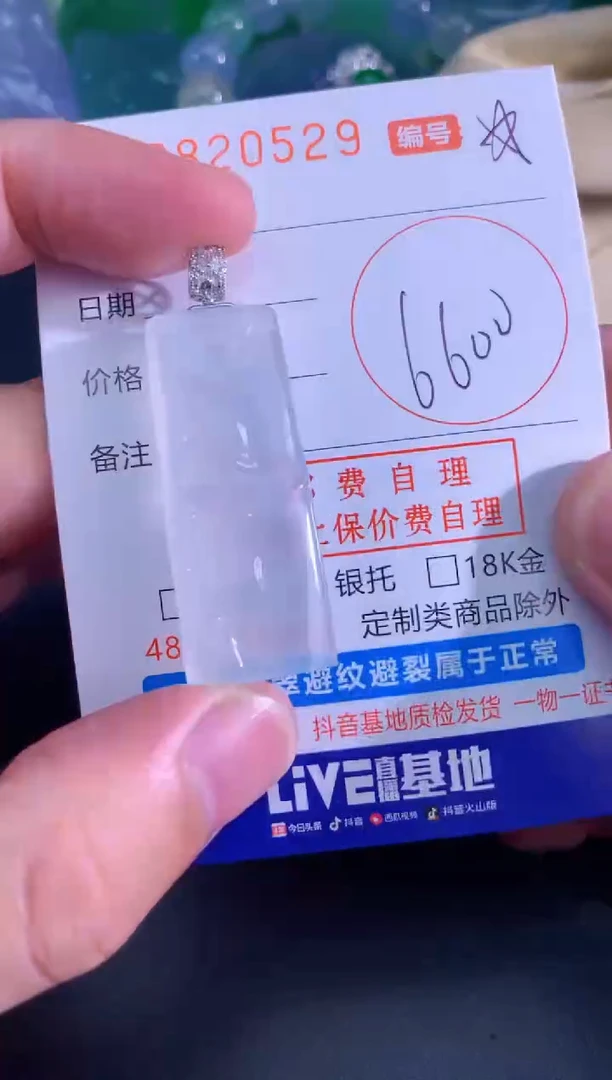 820529 编号
日期
6600
价格
备注
费自理
保价费自理
银托 □18K金
定制类商品除外
48
避纹避裂属于正常
抖音基地质检发货 一物一证
LiVE直播基地
今日头条 抖音 西瓜视频 抖音火山版